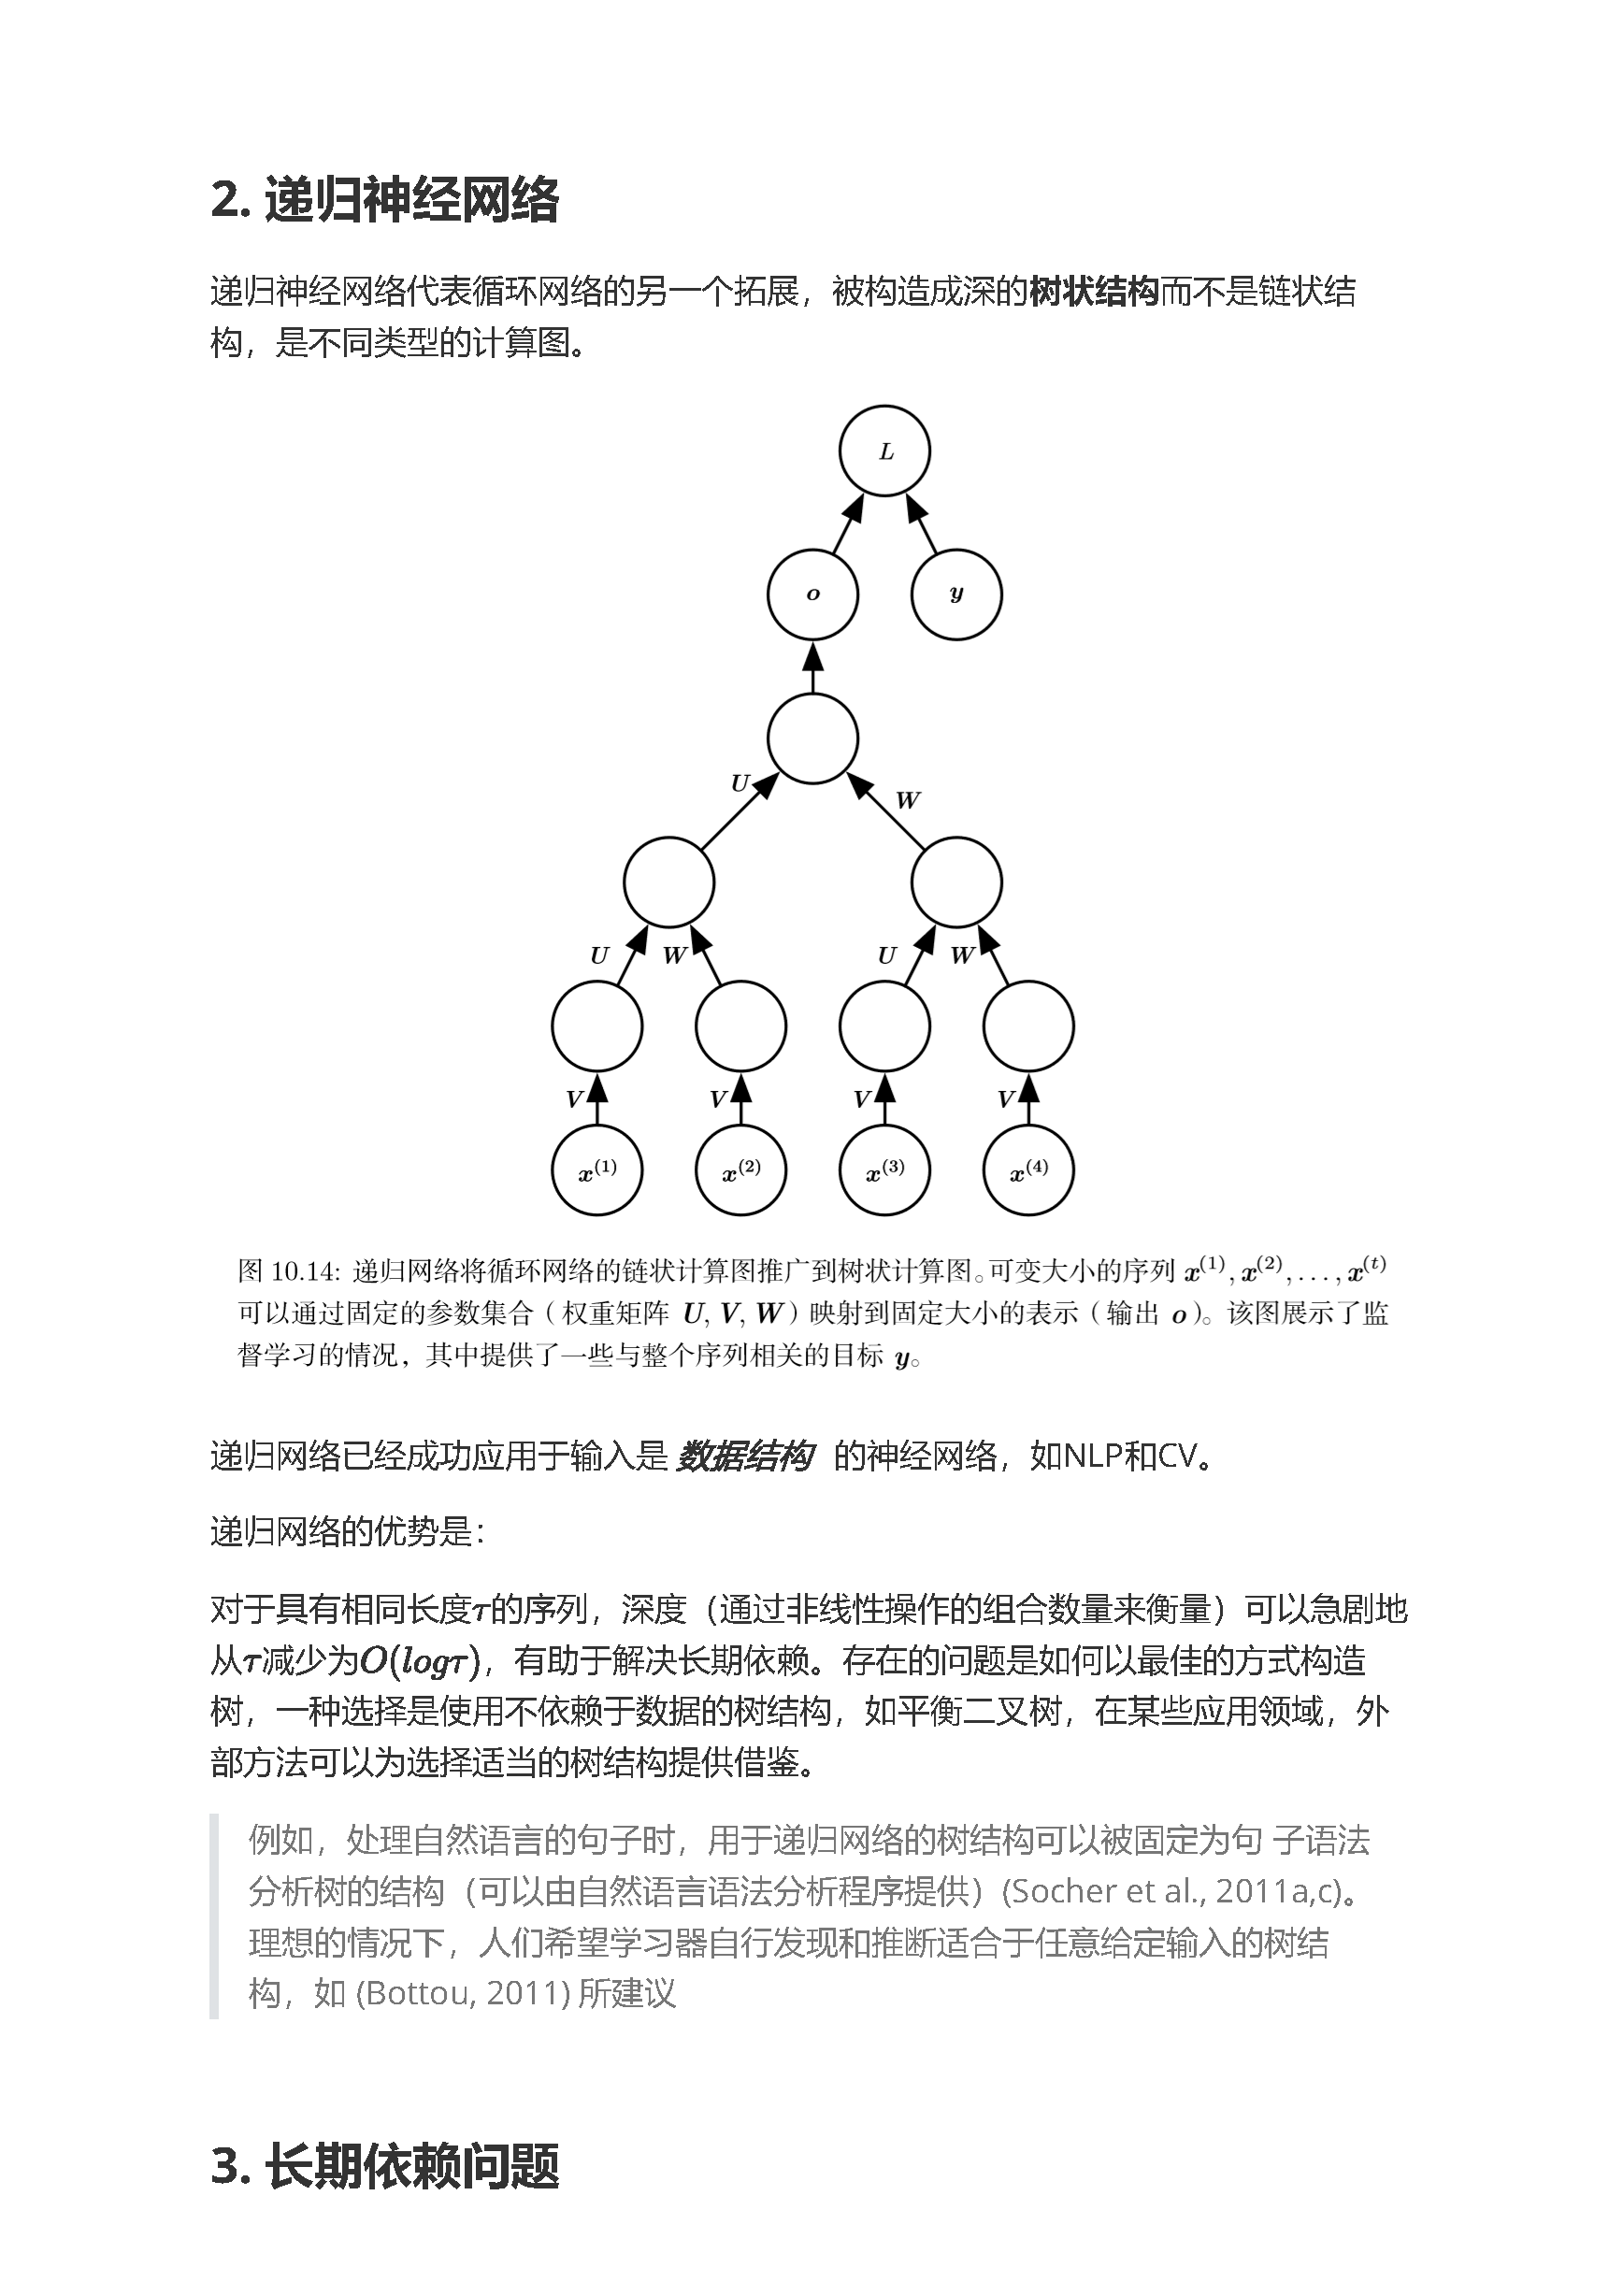 2. 递归神经网络
递归神经网络代表循环网络的另一个拓展，被构造成深的树状结构而不是链状结
构，是不同类型的计算图。
L
o y
U W
U W U W
V V V V
x(1) x(2) x(3) x(4)
图 10.14: 递归网络将循环网络的链状计算图推广到树状计算图。可变大小的序列 x(1), x(2), . . . , x(t)
可以通过固定的参数集合（权重矩阵 U, V, W）映射到固定大小的表示（输出 o）。该图展示了监
督学习的情况，其中提供了一些与整个序列相关的目标 y。
递归网络已经成功应用于输入是 数据结构 的神经网络，如NLP和CV。
递归网络的优势是：
对于具有相同长度τ的序列，深度（通过非线性操作的组合数量来衡量）可以急剧地
从τ减少为O(logτ)，有助于解决长期依赖。存在的问题是如何以最佳的方式构造
树，一种选择是使用不依赖于数据的树结构，如平衡二叉树，在某些应用领域，外
部方法可以为选择适当的树结构提供借鉴。
例如，处理自然语言的句子时，用于递归网络的树结构可以被固定为句 子语法
分析树的结构（可以由自然语言语法分析程序提供）(Socher et al., 2011a,c)。
理想的情况下，人们希望学习器自行发现和推断适合于任意给定输入的树结
构，如 (Bottou, 2011) 所建议
3. 长期依赖问题